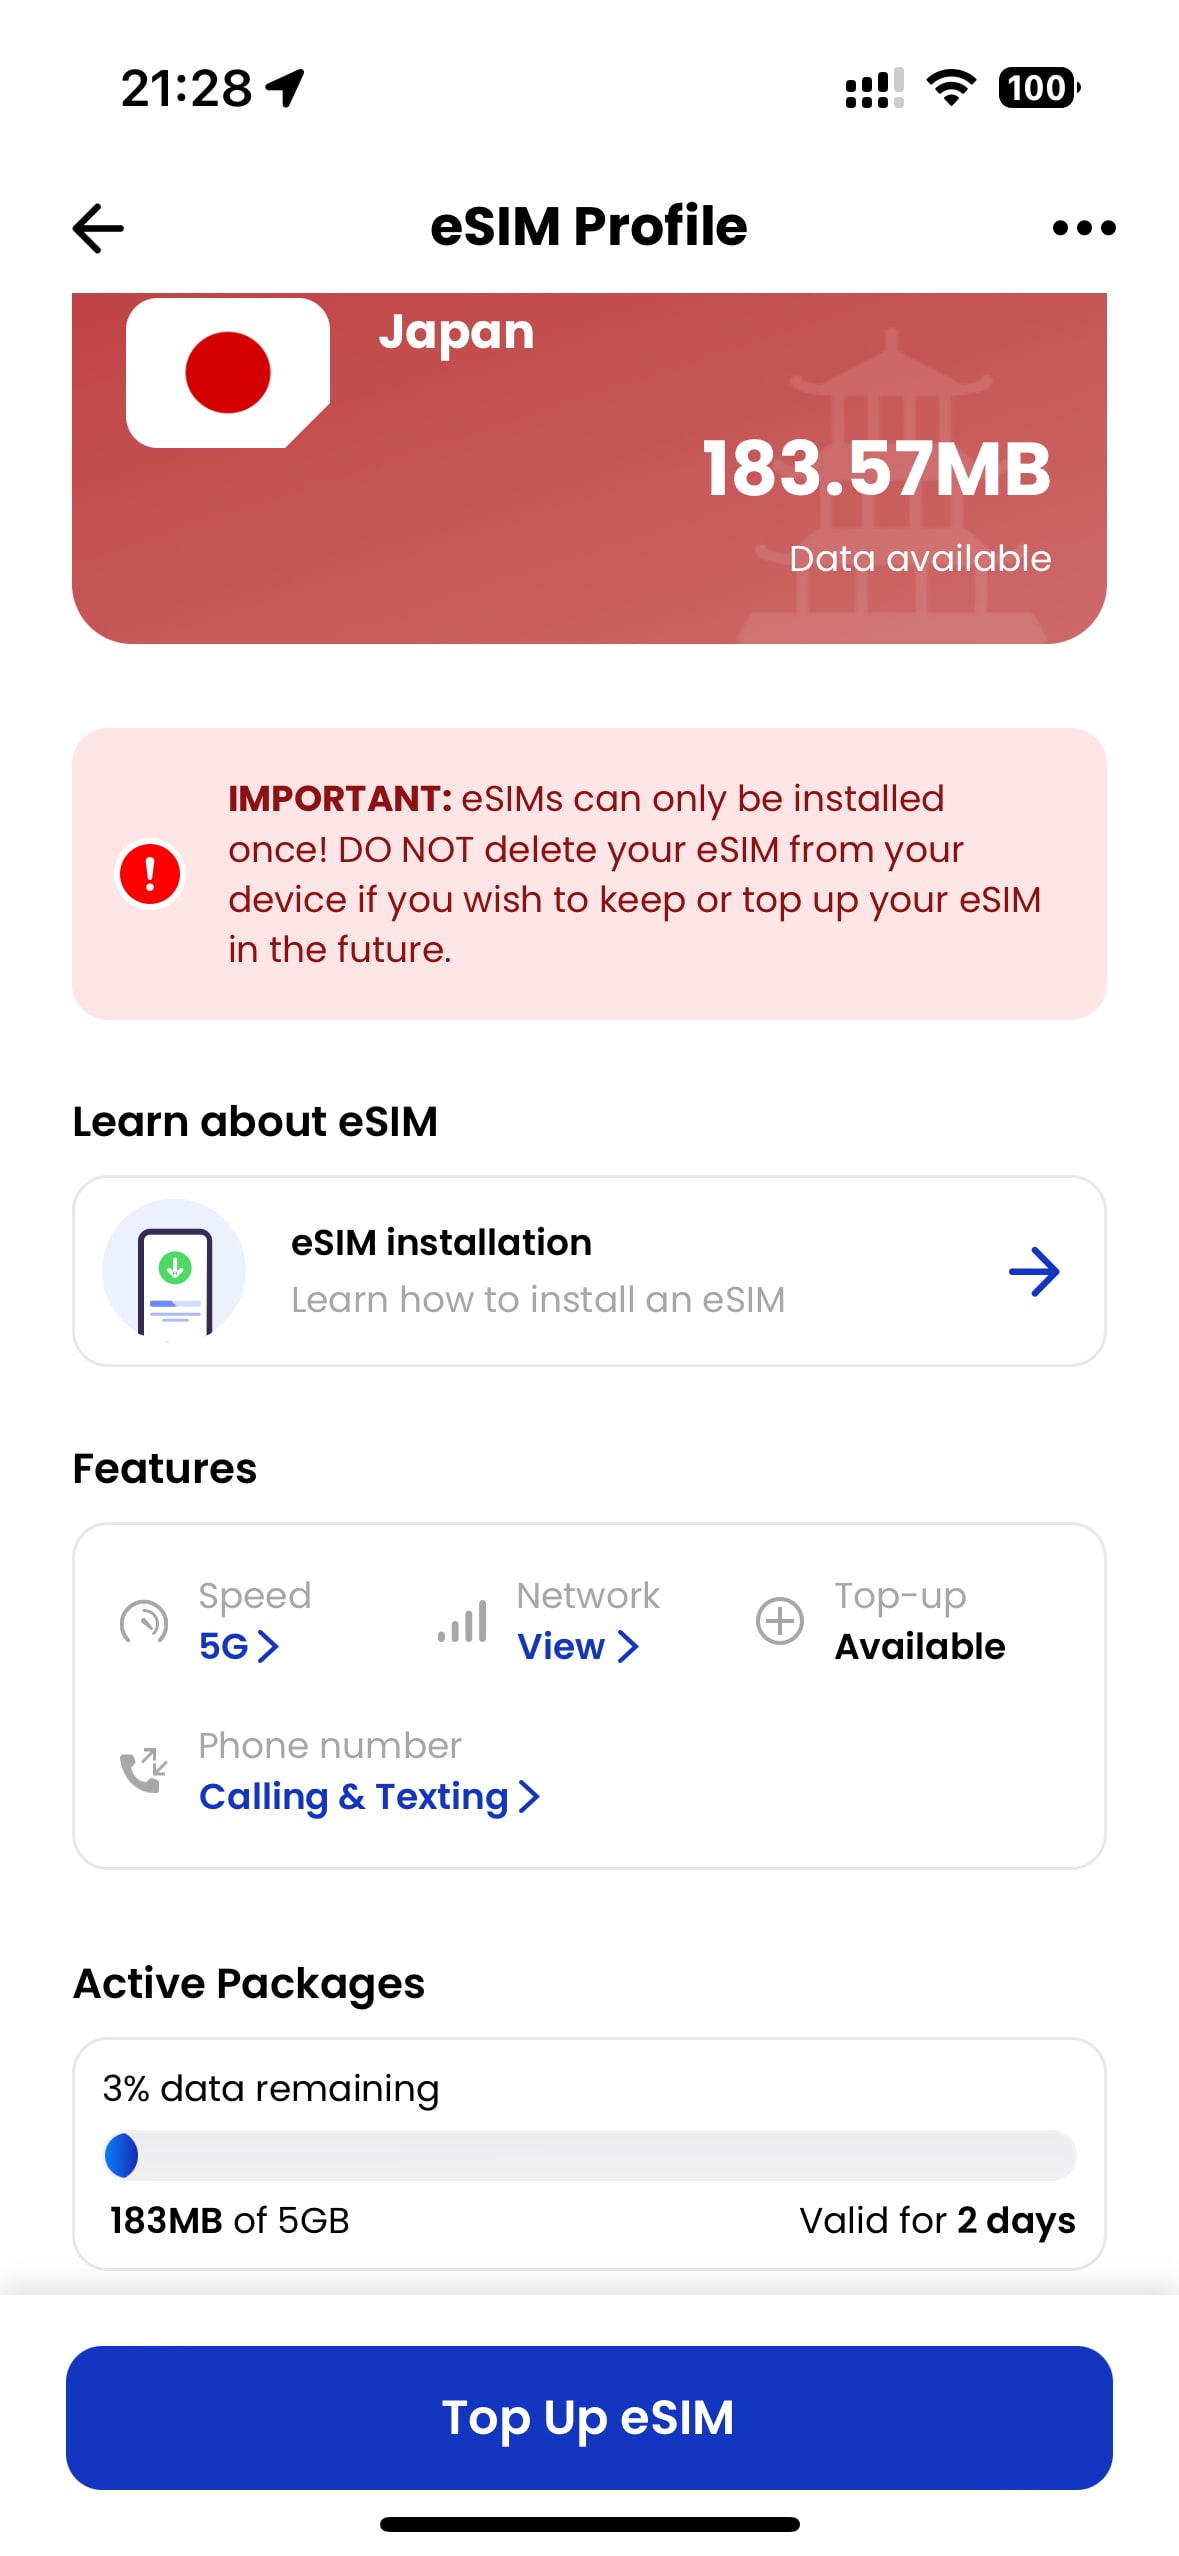 21:28
100
eSIM Profile
Japan
183.57MB
Data available
IMPORTANT: eSIMs can only be installed
once! DO NOT delete your eSIM from your
device if you wish to keep or top up your eSIM
in the future.
Learn about eSIM
eSIM installation
Learn how to install an eSIM
Features
Speed
5G
Network
View
Top-up
Available
Phone number
Calling & Texting
Active Packages
3% data remaining
183MB of 5GB
Valid for 2 days
Top Up eSIM